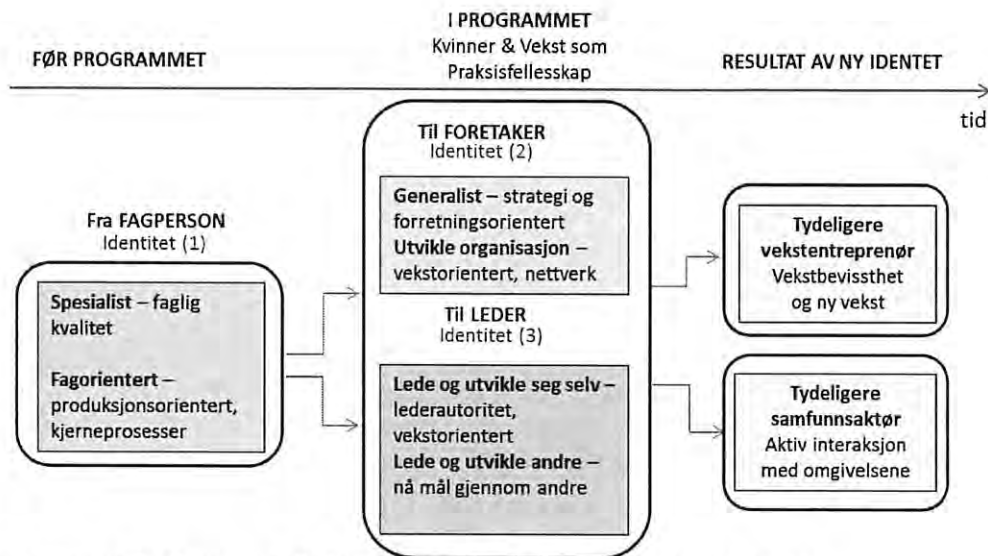 FØR PROGRAMMET
I PROGRAMMET
Kvinner & Vekst som
Praksisfellesskap
RESULTAT AV NY IDENTET
tid
Fra FAGPERSON
Identitet (1)
Spesialist – faglig
kvalitet
Fagorientert –
produksjonsorientert,
kjerneprosesser
Til FORETAKER
Identitet (2)
Generalist – strategi og
forretningsorientert
Utvikle organisasjon –
vekstorientert, nettverk
Til LEDER
Identitet (3)
Lede og utvikle seg selv –
lederautoritet,
vekstorientert
Lede og utvikle andre –
nå mål gjennom andre
Tydeligere
vekstentreprenør
Vekstbevissthet
og ny vekst
Tydeligere
samfunnsaktør
Aktiv interaksjon
med omgivelsene